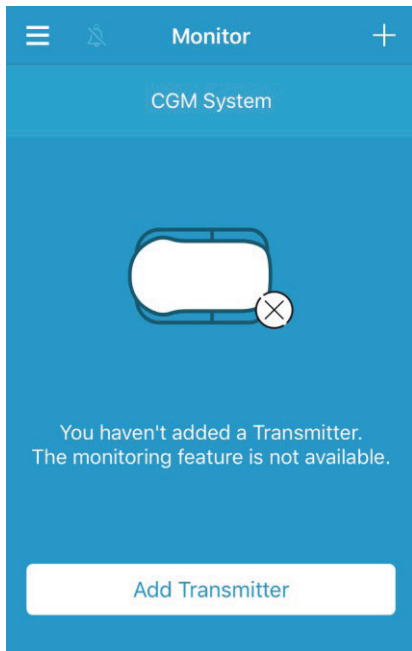 Monitor
CGM System
You haven't added a Transmitter.
The monitoring feature is not available.
Add Transmitter